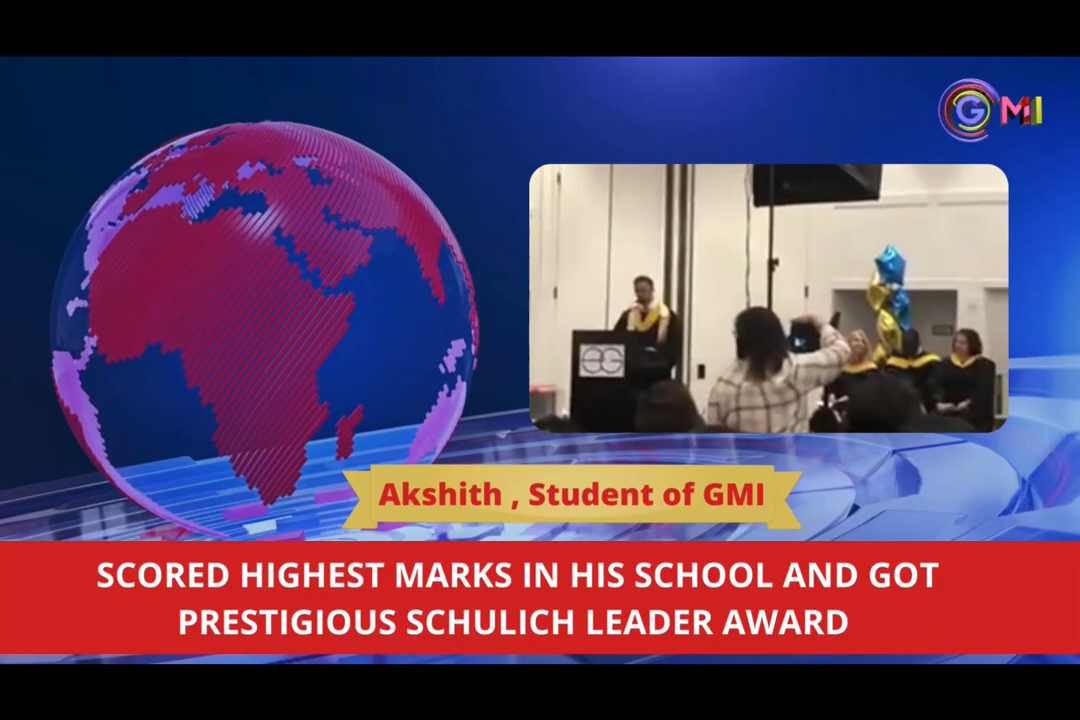 GMI
Akshith , Student of GMI
SCORED HIGHEST MARKS IN HIS SCHOOL AND GOT
PRESTIGIOUS SCHULICH LEADER AWARD